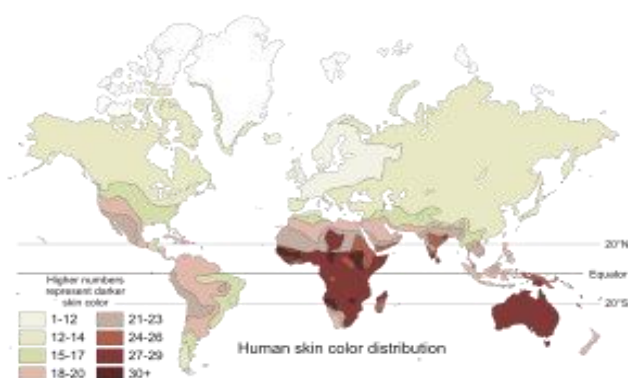 20°N
Equator
20°S
Higher numbers
represent darker
skin color
1-12
21-23
12-14
24-26
15-17
27-29
18-20
30+
Human skin color distribution